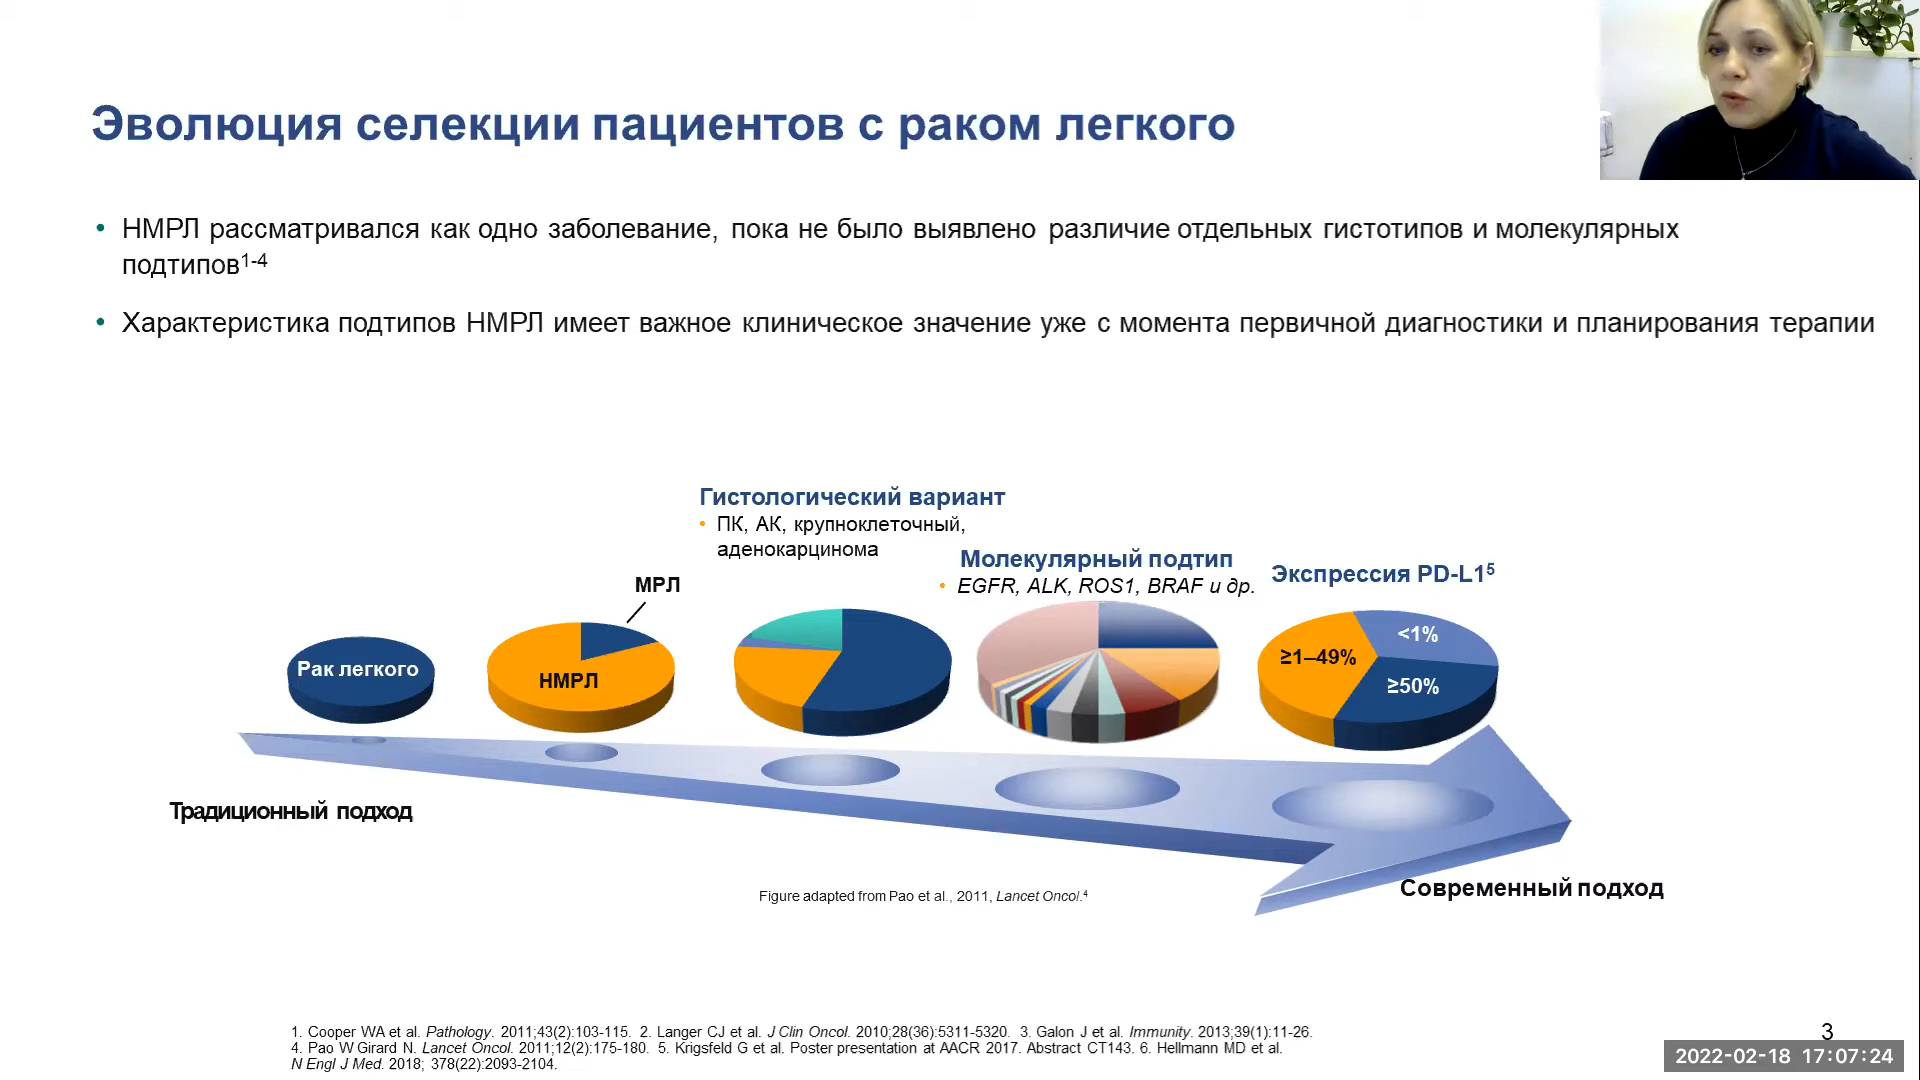 Эволюция селекции пациентов с раком легкого
• НМРЛ рассматривался как одно заболевание, пока не было выявлено различие отдельных гистотипов и молекулярных
подтипов1-4
• Характеристика подтипов НМРЛ имеет важное клиническое значение уже с момента первичной диагностики и планирования терапии
Гистологический вариант
• ПК, АК, крупноклеточный,
аденокарцинома
Молекулярный подтип
• EGFR, ALK, ROS1, BRAF и др.
Экспрессия PD-L15
МРЛ
Рак легкого
НМРЛ
<1%
≥1–49%
≥50%
Традиционный подход
Современный подход
Figure adapted from Pao et al., 2011, Lancet Oncol.4
1. Cooper WA et al. Pathology. 2011;43(2):103-115. 2. Langer CJ et al. J Clin Oncol. 2010;28(36):5311-5320. 3. Galon J et al. Immunity. 2013;39(1):11-26.
4. Pao W Girard N. Lancet Oncol. 2011;12(2):175-180. 5. Krigsfeld G et al. Poster presentation at AACR 2017. Abstract CT143. 6. Hellmann MD et al.
N Engl J Med. 2018; 378(22):2093-2104.
3
2022-02-18 17:07:24